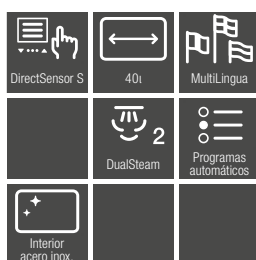 DirectSensor S
40ι
MultiLingua
2
DualSteam
Programas
automáticos
Interior
acero inox.